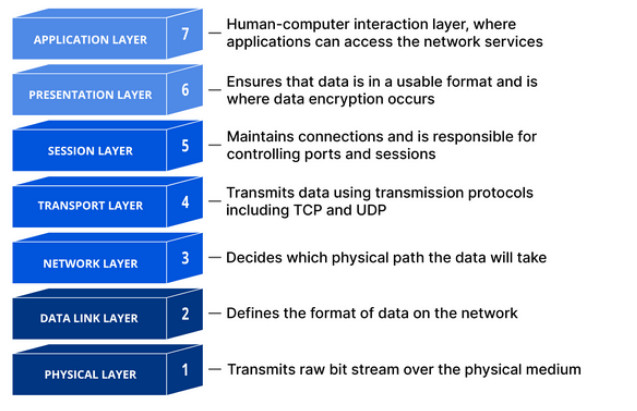 APPLICATION LAYER 7 — Human-computer interaction layer, where
applications can access the network services
PRESENTATION LAYER 6 — Ensures that data is in a usable format and is
where data encryption occurs
SESSION LAYER 5 — Maintains connections and is responsible for
controlling ports and sessions
TRANSPORT LAYER 4 — Transmits data using transmission protocols
including TCP and UDP
NETWORK LAYER 3 — Decides which physical path the data will take
DATA LINK LAYER 2 — Defines the format of data on the network
PHYSICAL LAYER 1 — Transmits raw bit stream over the physical medium